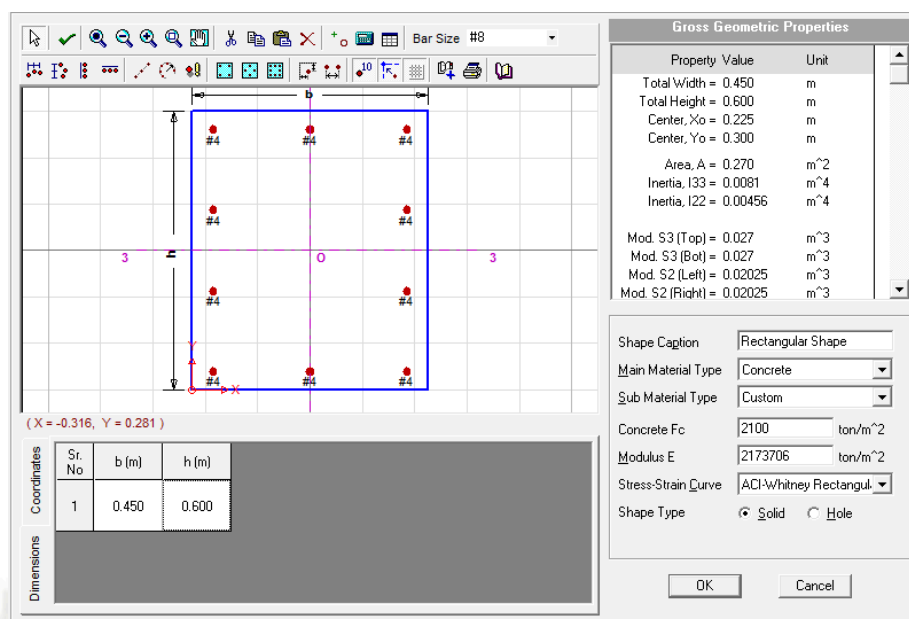 Bar Size #8
10
b
#4 #4 #4
#4 #4
h
3 O 3
#4 #4
Y
#4 #4 #4
X
( X = -0.316, Y = 0.281 )
Coordinates
Dimensions
Sr. No b (m) h (m)
1 0.450 0.600
Gross Geometric Properties
Property Value Unit
Total Width = 0.450 m
Total Height = 0.600 m
Center, Xo = 0.225 m
Center, Yo = 0.300 m
Area, A = 0.270 m^2
Inertia, I33 = 0.0081 m^4
Inertia, I22 = 0.00456 m^4
Mod. S3 (Top) = 0.027 m^3
Mod. S3 (Bot) = 0.027 m^3
Mod. S2 (Left) = 0.02025 m^3
Mod. S2 (Right) = 0.02025 m^3
Shape Caption Rectangular Shape
Main Material Type Concrete
Sub Material Type Custom
Concrete Fc 2100 ton/m^2
Modulus E 2173706 ton/m^2
Stress-Strain Curve ACI-Whitney Rectangul
Shape Type Solid Hole
OK Cancel